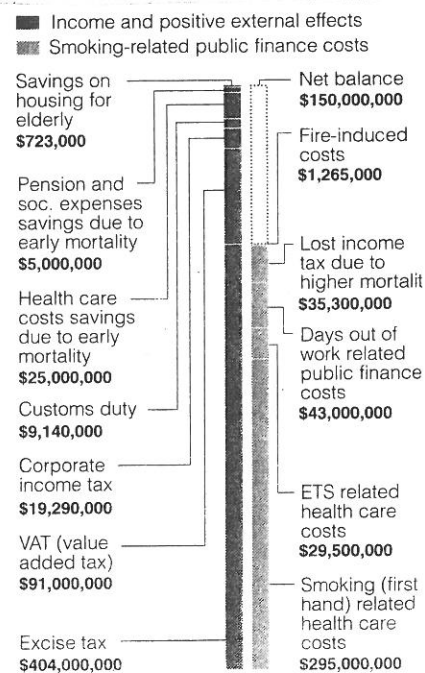 Income and positive external effects
Smoking-related public finance costs
Savings on
housing for
elderly
$723,000
Pension and
soc. expenses
savings due to
early mortality
$5,000,000
Health care
costs savings
due to early
mortality
$25,000,000
Customs duty
$9,140,000
Corporate
income tax
$19,290,000
VAT (value
added tax)
$91,000,000
Excise tax
$404,000,000
Net balance
$150,000,000
Fire-induced
costs
$1,265,000
Lost income
tax due to
higher mortalit
$35,300,000
Days out of
work related
public finance
costs
$43,000,000
ETS related
health care
costs
$29,500,000
Smoking (first
hand) related
health care
costs
$295,000,000